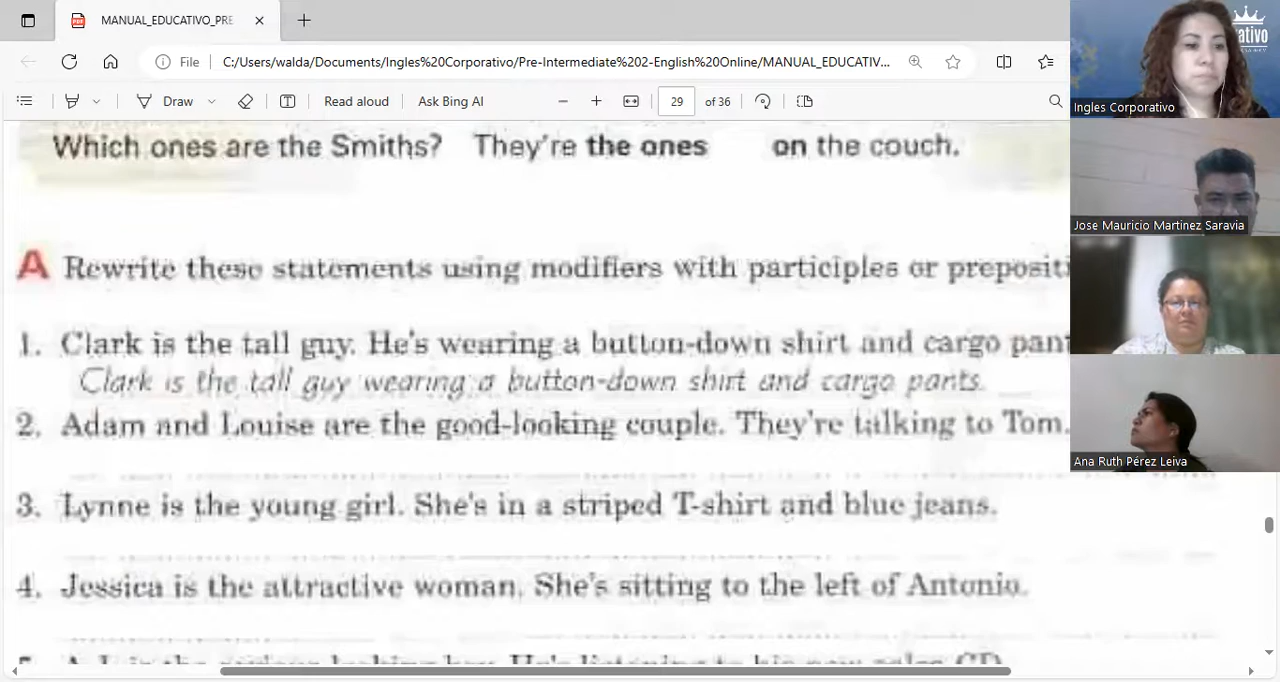 MANUAL_EDUCATIVO_PRE
File
C:/Users/walda/Documents/Ingles%20Corporativo/Pre-Intermediate%202-English%20Online/MANUAL_EDUCATIV...
Draw
Read aloud
Ask Bing AI
29 of 36
Which ones are the Smiths? They're the ones on the couch.
A Rewrite these statements using modifiers with participles or prepositi
1. Clark is the tall guy. He's wearing a button-down shirt and cargo pant
Clark is the tall guy wearing a button-down shirt and cargo pants.
2. Adam and Louise are the good-looking couple. They're talking to Tom.
3. Lynne is the young girl. She's in a striped T-shirt and blue jeans.
4. Jessica is the attractive woman. She's sitting to the left of Antonio.
ativo
Ingles Corporativo
Jose Mauricio Martinez Saravia
Ana Ruth Pérez Leiva